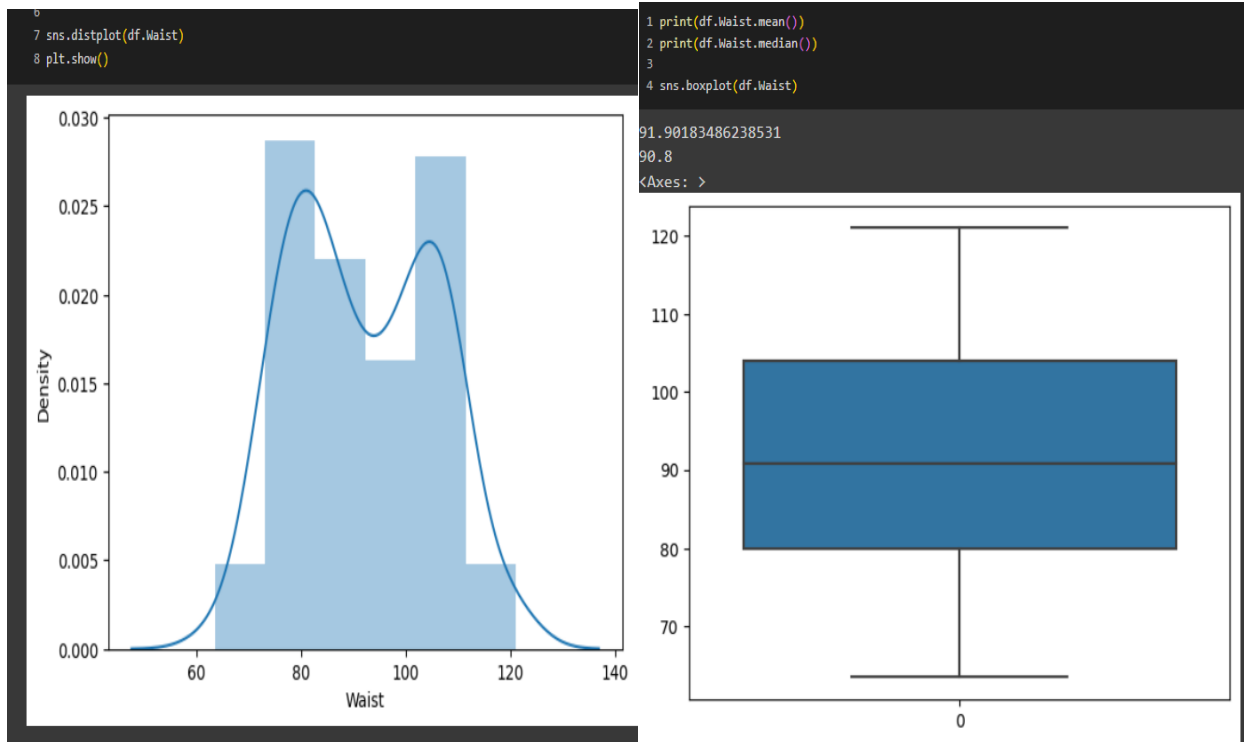 6
7 sns.distplot(df.Waist)
8 plt.show()
0.030
0.025
0.020
0.015
0.010
0.005
0.000
Density
60 80 100 120 140
Waist
1 print(df.Waist.mean())
2 print(df.Waist.median())
3
4 sns.boxplot(df.Waist)
91.90183486238531
90.8
<Axes: >
120
110
100
90
80
70
0